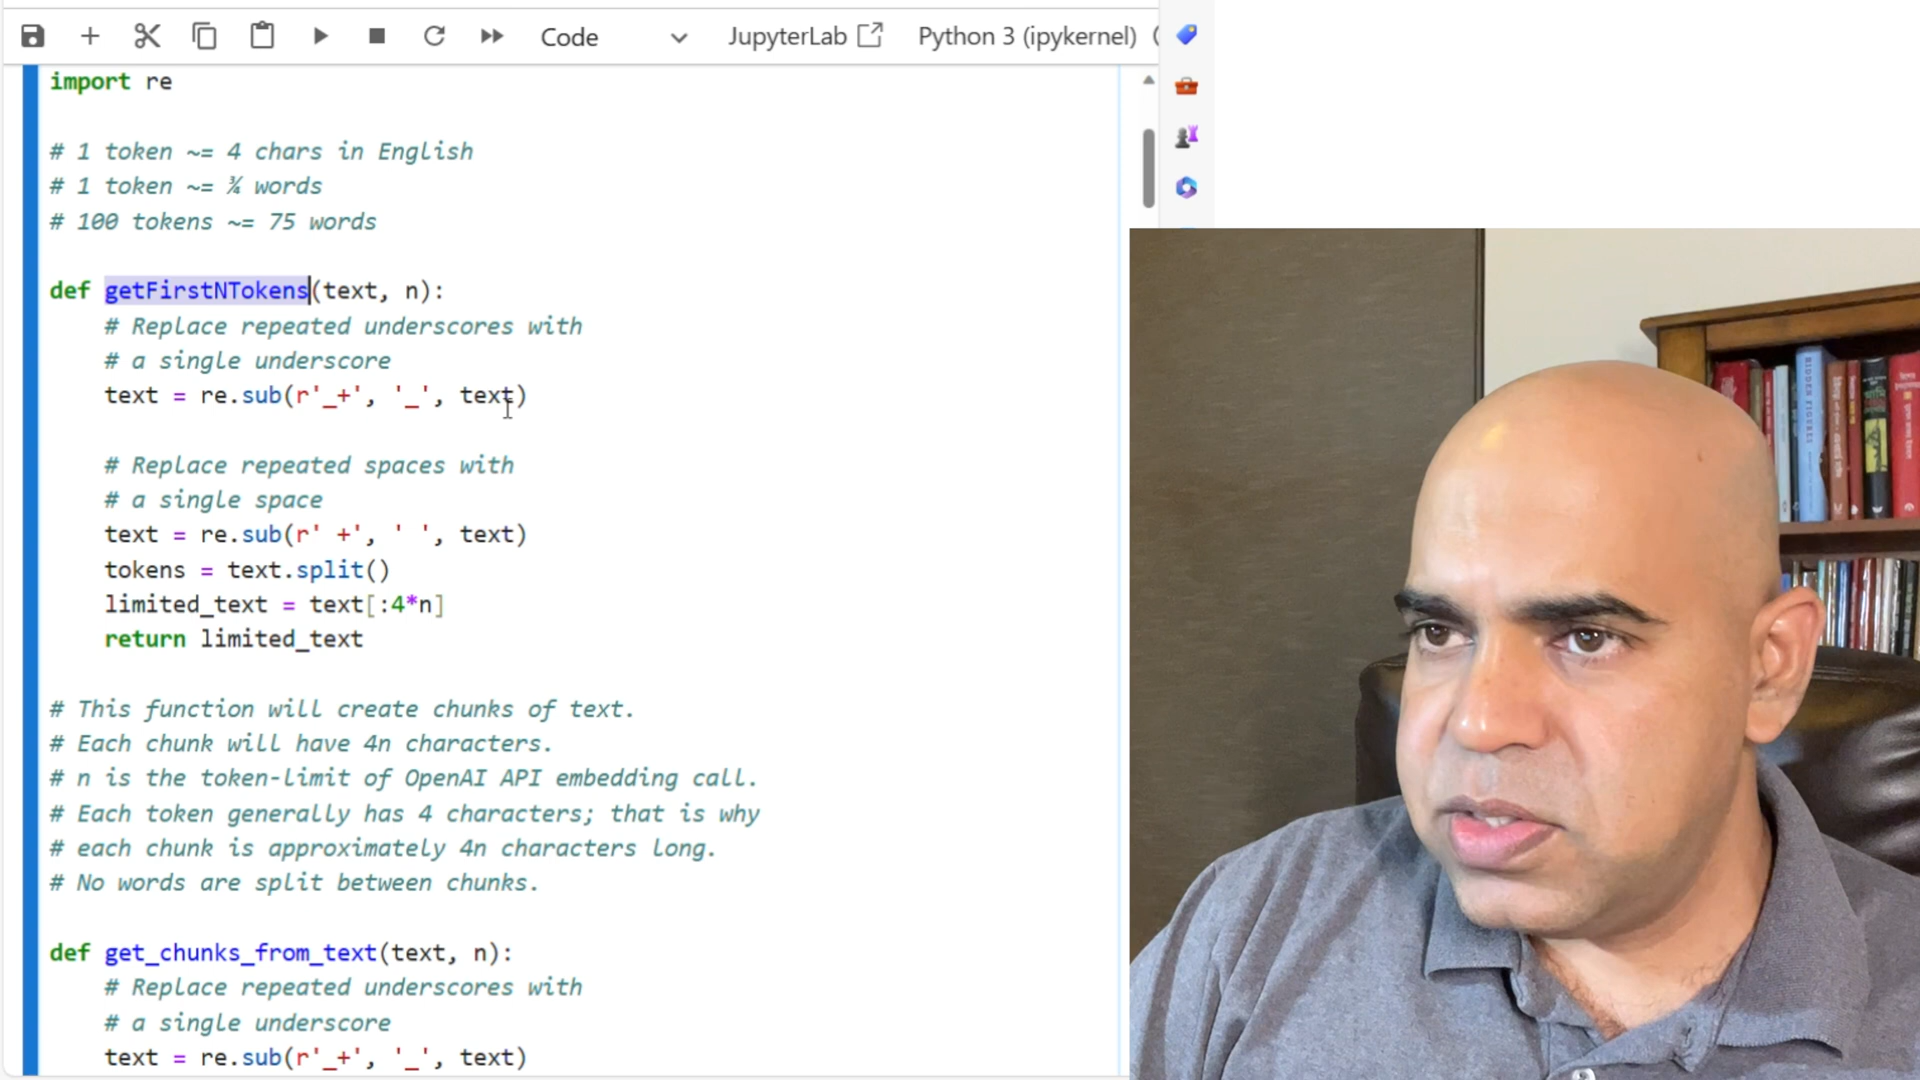 Code
JupyterLab
Python 3 (ipykernel)
import re
# 1 token ~= 4 chars in English
# 1 token ~= ¾ words
# 100 tokens ~= 75 words
def getFirstNTokens(text, n):
# Replace repeated underscores with
# a single underscore
text = re.sub(r'_+', '_', text)
# Replace repeated spaces with
# a single space
text = re.sub(r' +', ' ', text)
tokens = text.split()
limited_text = text[:4*n]
return limited_text
# This function will create chunks of text.
# Each chunk will have 4n characters.
# n is the token-limit of OpenAI API embedding call.
# Each token generally has 4 characters; that is why
# each chunk is approximately 4n characters long.
# No words are split between chunks.
def get_chunks_from_text(text, n):
# Replace repeated underscores with
# a single underscore
text = re.sub(r'_+', '_', text)
HIDDEN FIGURES